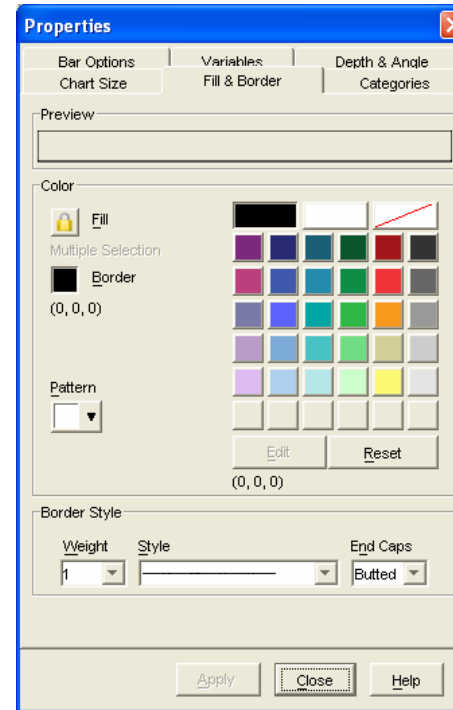 Properties
Bar Options Variables Depth & Angle
Chart Size Fill & Border Categories
Preview
Color
Fill
Multiple Selection
Border
(0, 0, 0)
Pattern
Edit Reset
(0, 0, 0)
Border Style
Weight Style End Caps
1 Butted
Apply Close Help